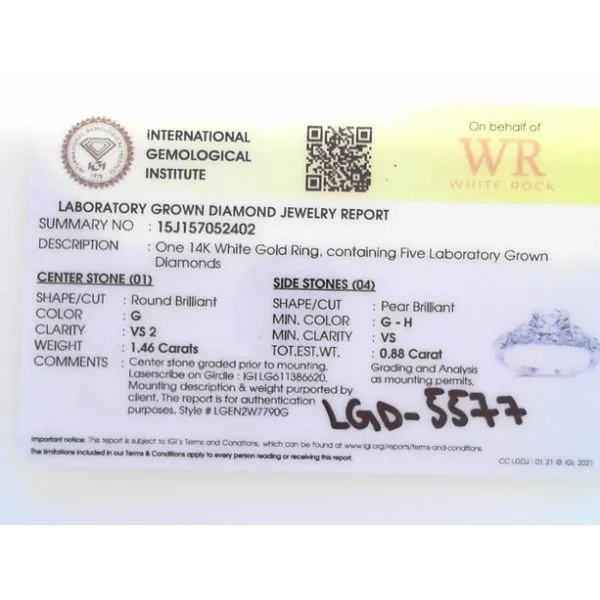 INTERNATIONAL
GEMOLOGICAL
INSTITUTE
IGI
1975
On behalf of
WR
WHITE ROCK
LABORATORY GROWN DIAMOND JEWELRY REPORT
SUMMARY NO : 15J157052402
DESCRIPTION : One 14K White Gold Ring, containing Five Laboratory Grown
Diamonds
CENTER STONE (01)
SHAPE/CUT : Round Brilliant
COLOR : G
CLARITY : VS 2
WEIGHT : 1.46 Carats
COMMENTS : Center stone graded prior to mounting.
Laserscribe on Girdle : IGI LG611386620.
Mounting description & weight purported by
client. The report is for authentication
purposes. Style # LGEN2W7790G
SIDE STONES (04)
SHAPE/CUT : Pear Brilliant
MIN. COLOR : G - H
MIN. CLARITY : VS
TOT.EST.WT. : 0.88 Carat
Grading and Analysis
as mounting permits.
LGD-5577
Important notice: This report is subject to IGI's Terms and Conditions, which can be found at www.igi.org/reports/terms-and-conditions.
The limitations included in our Terms & Conditions apply to every person reading or receiving this report.
CC-LGDJ : 01.21 © IGI, 2021